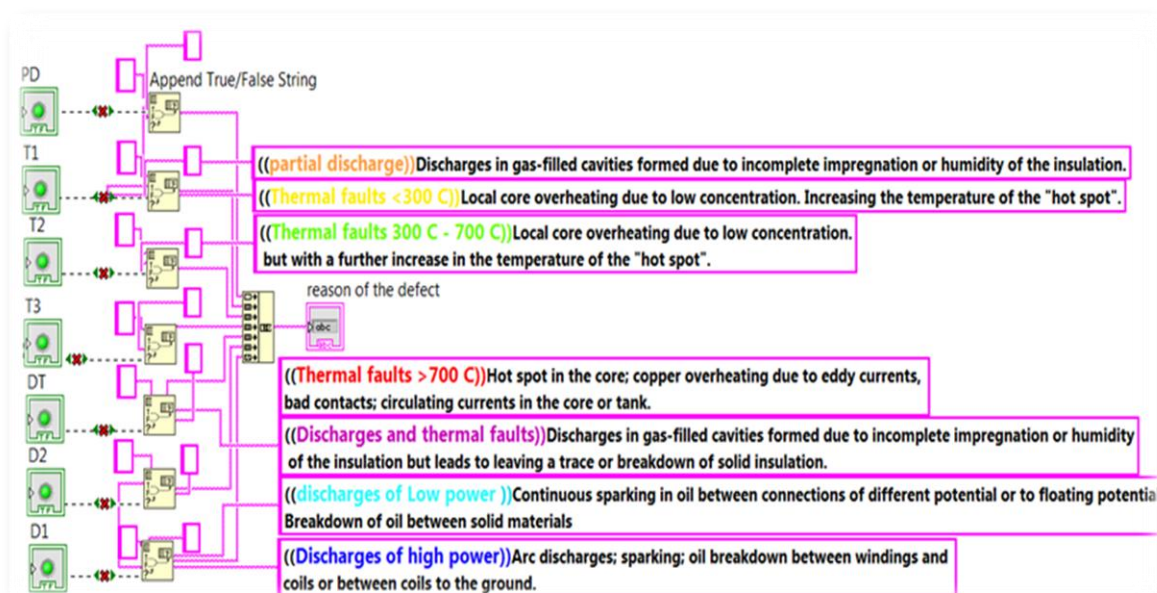 PD
Append True/False String
T1
((partial discharge))Discharges in gas-filled cavities formed due to incomplete impregnation or humidity of the insulation.
((Thermal faults <300 C))Local core overheating due to low concentration. Increasing the temperature of the "hot spot".
T2
((Thermal faults 300 C - 700 C))Local core overheating due to low concentration.
but with a further increase in the temperature of the "hot spot".
reason of the defect
abc
T3
((Thermal faults >700 C))Hot spot in the core; copper overheating due to eddy currents,
bad contacts; circulating currents in the core or tank.
DT
((Discharges and thermal faults))Discharges in gas-filled cavities formed due to incomplete impregnation or humidity
of the insulation but leads to leaving a trace or breakdown of solid insulation.
D2
((discharges of Low power ))Continuous sparking in oil between connections of different potential or to floating potentia
Breakdown of oil between solid materials
D1
((Discharges of high power))Arc discharges; sparking; oil breakdown between windings and
coils or between coils to the ground.